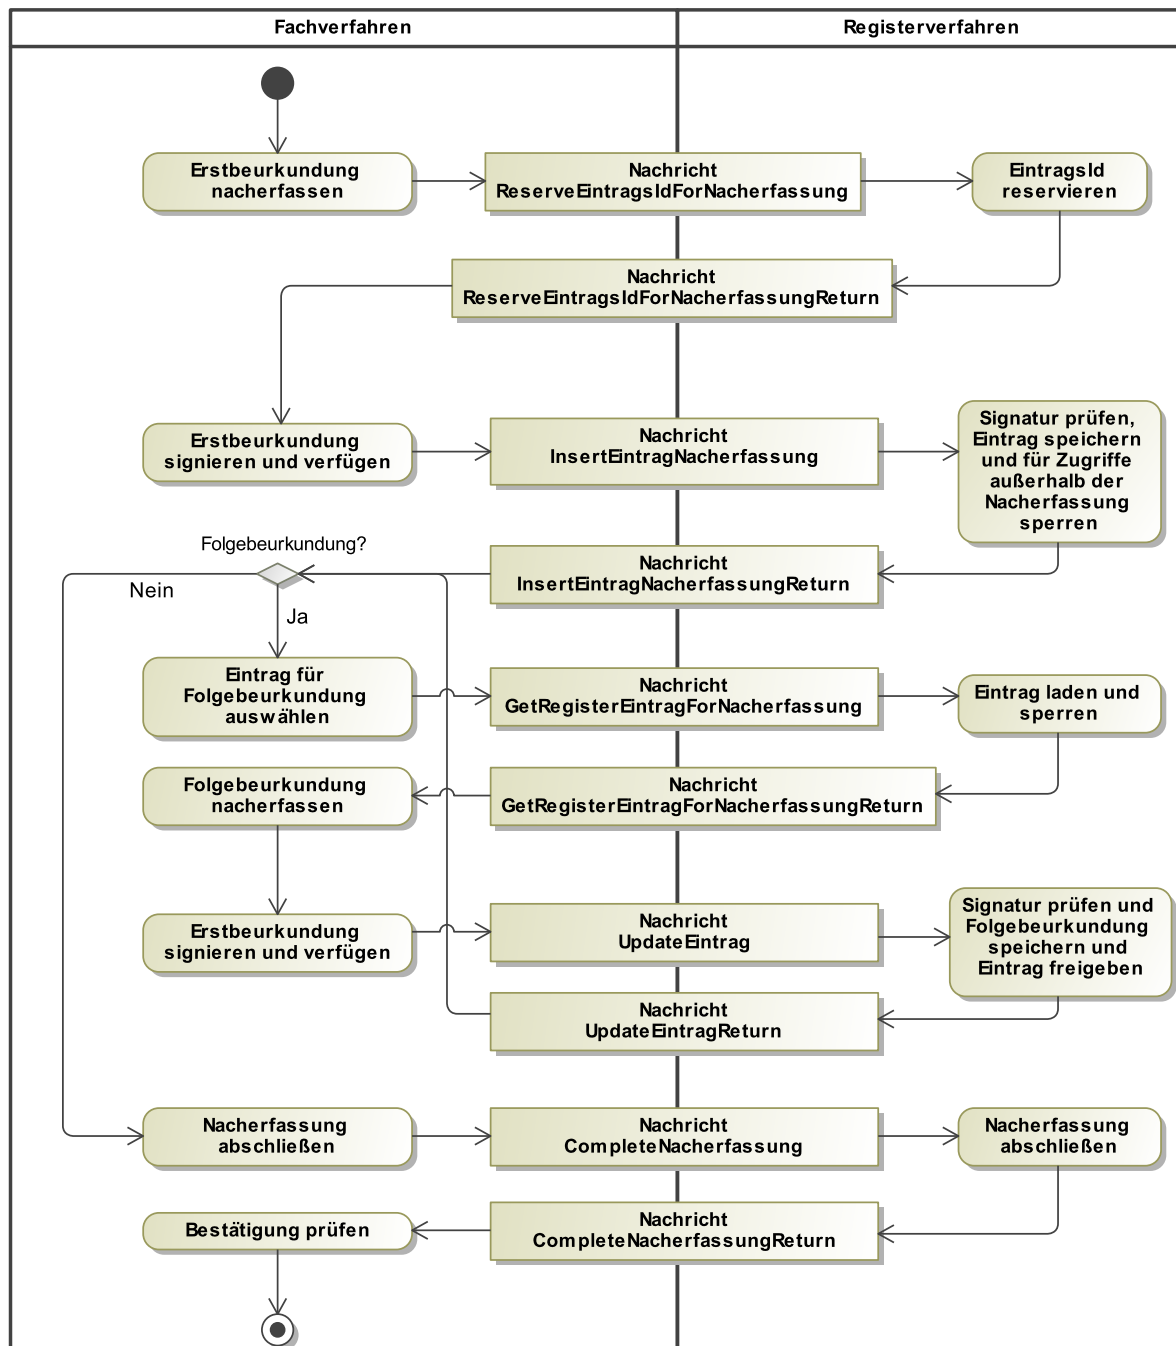 Fachverfahren
Registerverfahren
Erstbeurkundung
nacherfassen
Nachricht
ReserveEintragsIdForNacherfassung
EintragsId
reservieren
Nachricht
ReserveEintragsIdForNacherfassungReturn
Erstbeurkundung
signieren und verfügen
Nachricht
InsertEintragNacherfassung
Signatur prüfen,
Eintrag speichern
und für Zugriffe
außerhalb der
Nacherfassung
sperren
Folgebeurkundung?
Nein
Ja
Nachricht
InsertEintragNacherfassungReturn
Eintrag für
Folgebeurkundung
auswählen
Nachricht
GetRegisterEintragForNacherfassung
Eintrag laden und
sperren
Folgebeurkundung
nacherfassen
Nachricht
GetRegisterEintragForNacherfassungReturn
Erstbeurkundung
signieren und verfügen
Nachricht
UpdateEintrag
Signatur prüfen und
Folgebeurkundung
speichern und
Eintrag freigeben
Nachricht
UpdateEintragReturn
Nacherfassung
abschließen
Nachricht
CompleteNacherfassung
Nacherfassung
abschließen
Bestätigung prüfen
Nachricht
CompleteNacherfassungReturn